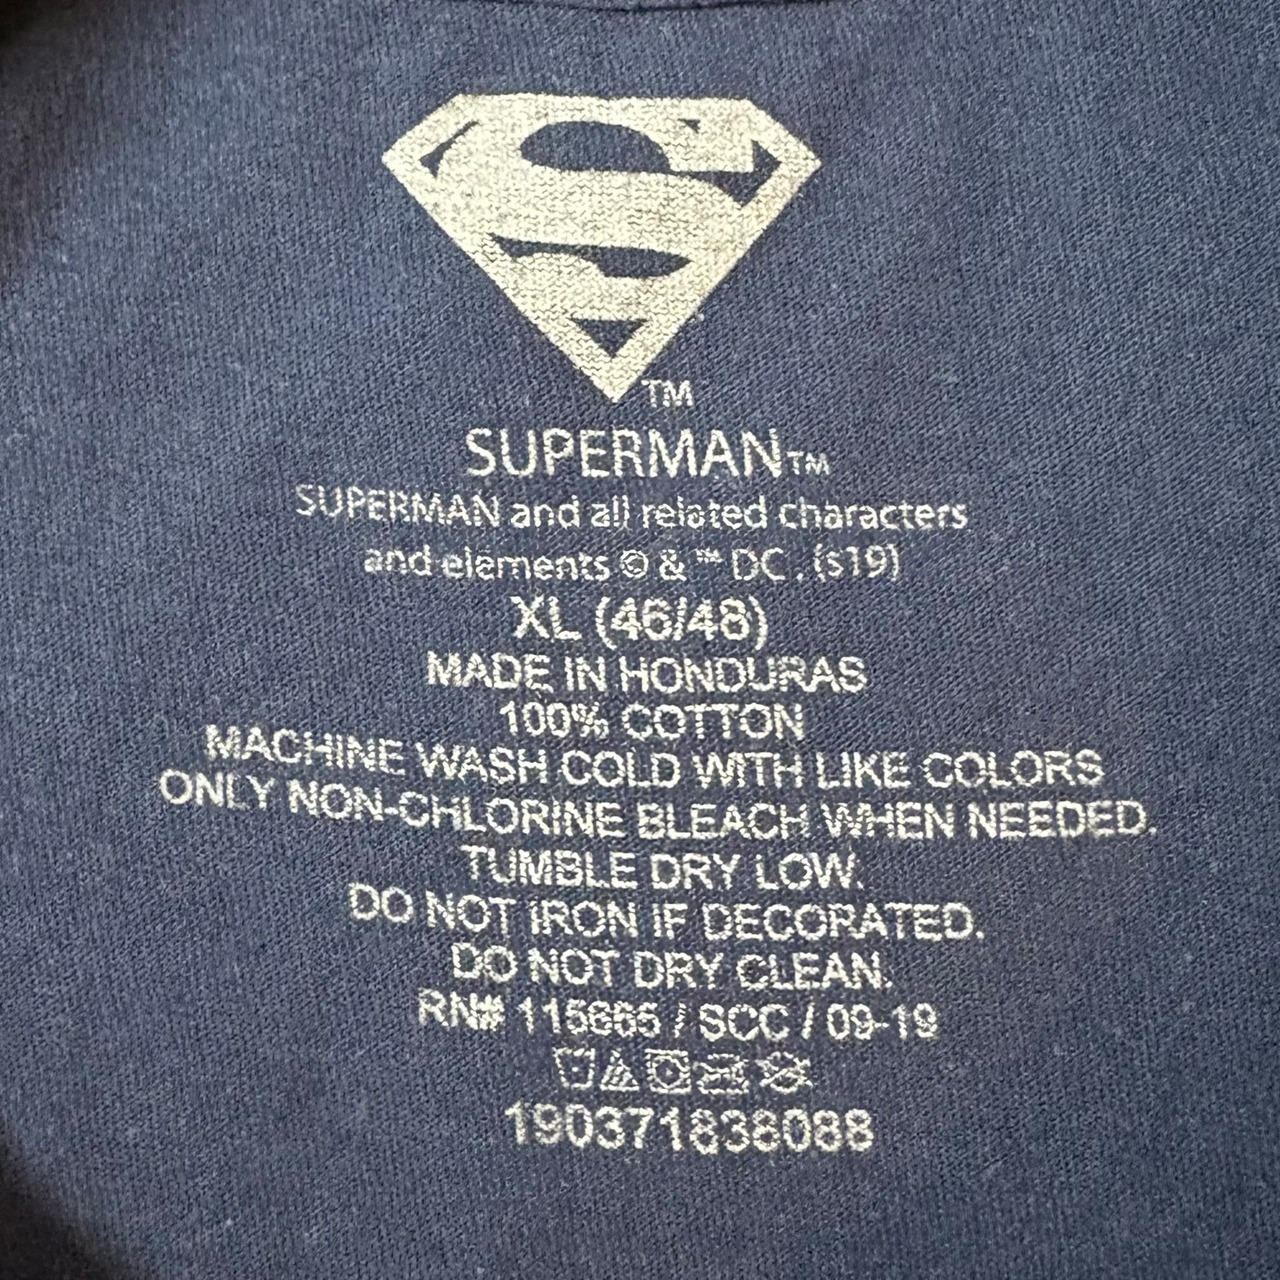 S
TM
SUPERMAN™
SUPERMAN and all related characters
and elements © & ™ DC. (s19)
XL (46/48)
MADE IN HONDURAS
100% COTTON
MACHINE WASH COLD WITH LIKE COLORS
ONLY NON-CHLORINE BLEACH WHEN NEEDED.
TUMBLE DRY LOW.
DO NOT IRON IF DECORATED.
DO NOT DRY CLEAN.
RN# 115665 / SCC / 09-19
190371838088